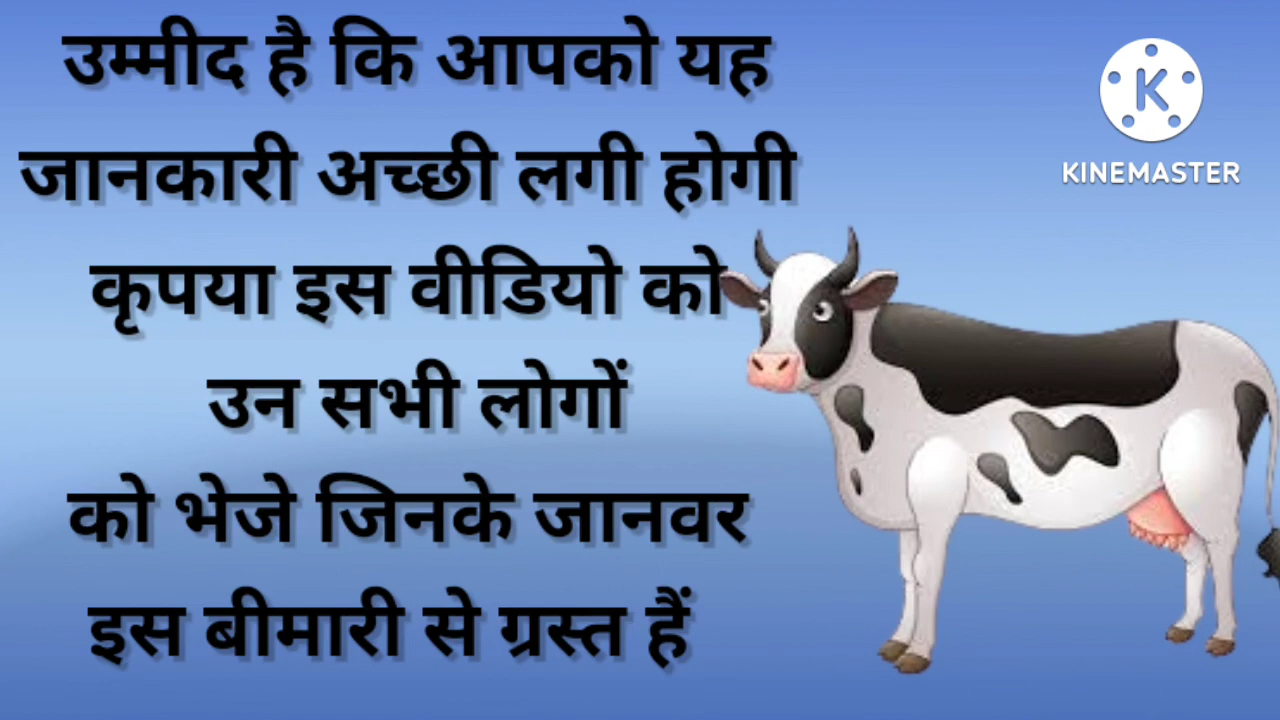 उम्मीद है कि आपको यह
जानकारी अच्छी लगी होगी
कृपया इस वीडियो को
उन सभी लोगों
को भेजे जिनके जानवर
इस बीमारी से ग्रस्त हैं
K
KINEMASTER